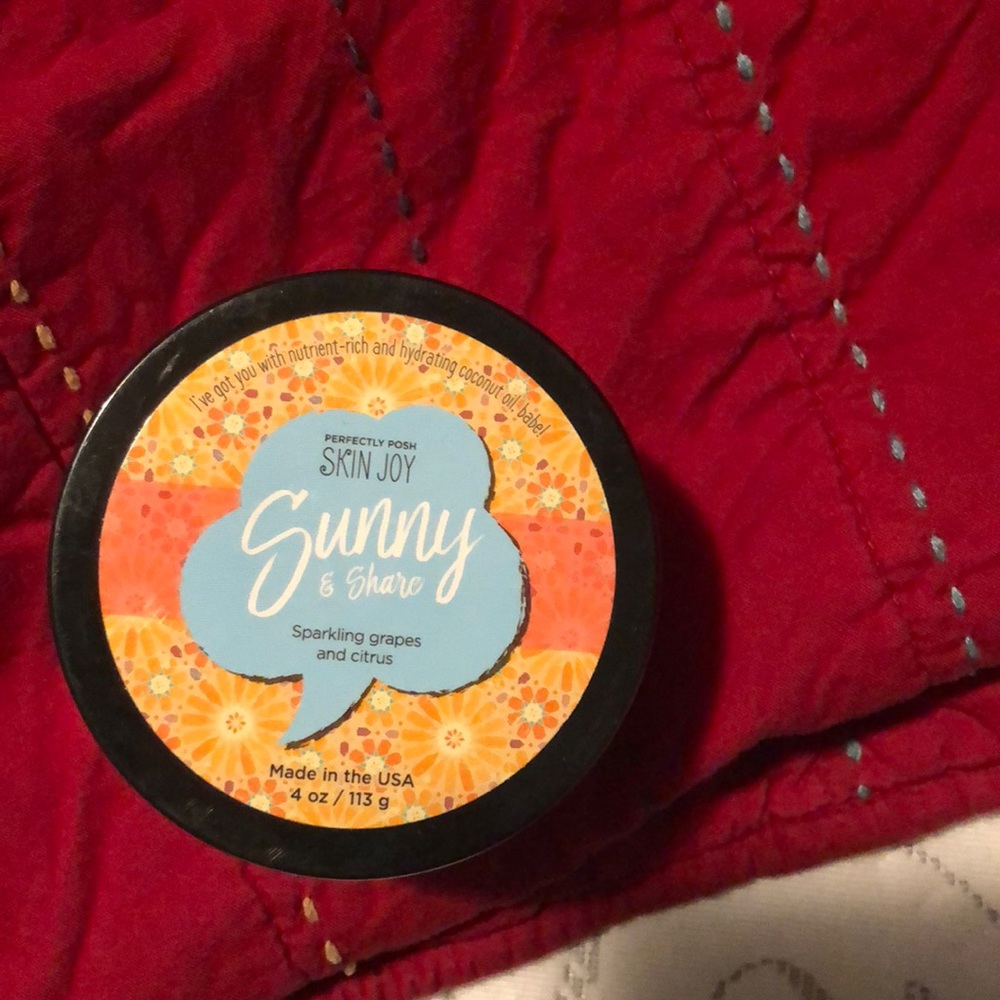 I've got you with nutrient-rich and hydrating coconut oil, babe!
PERFECTLY POSH
SKIN JOY
Sunny
& Share
Sparkling grapes
and citrus
Made in the USA
4 oz / 113 g